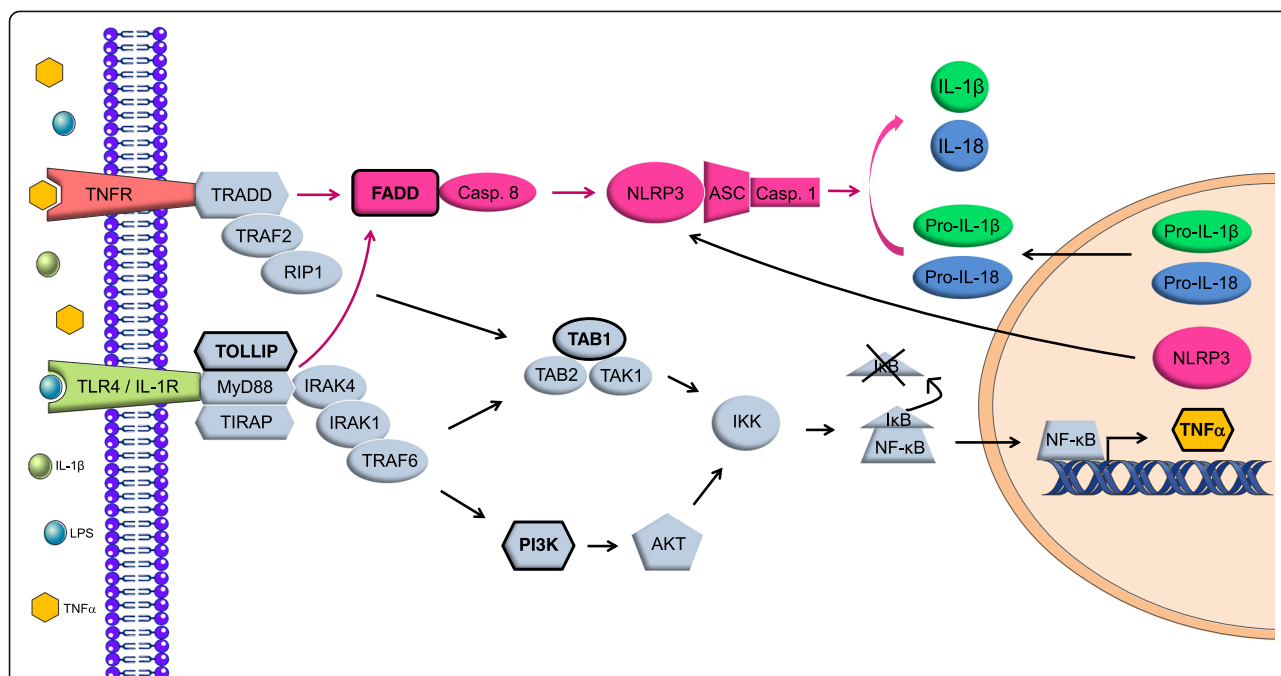 IL-1β
IL-18
TNFR
TRADD
FADD
Casp. 8
NLRP3
ASC
Casp. 1
TRAF2
RIP1
Pro-IL-1β
Pro-IL-18
Pro-IL-1β
Pro-IL-18
TOLLIP
TLR4 / IL-1R
MyD88
IRAK4
TIRAP
IRAK1
TRAF6
TAB1
TAB2
TAK1
IKK
IκB
IκB
NF-κB
NLRP3
TNFα
NF-κB
PI3K
AKT
IL-1β
LPS
TNFα